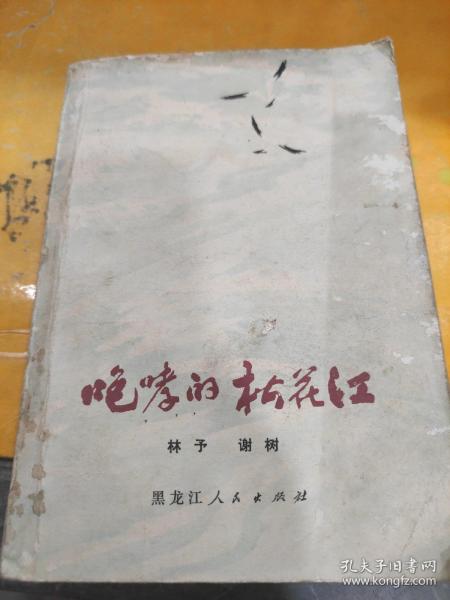 咆哮的松花江
林予 谢树
黑龙江人民出版社
孔夫子旧书网
www.kongfz.com